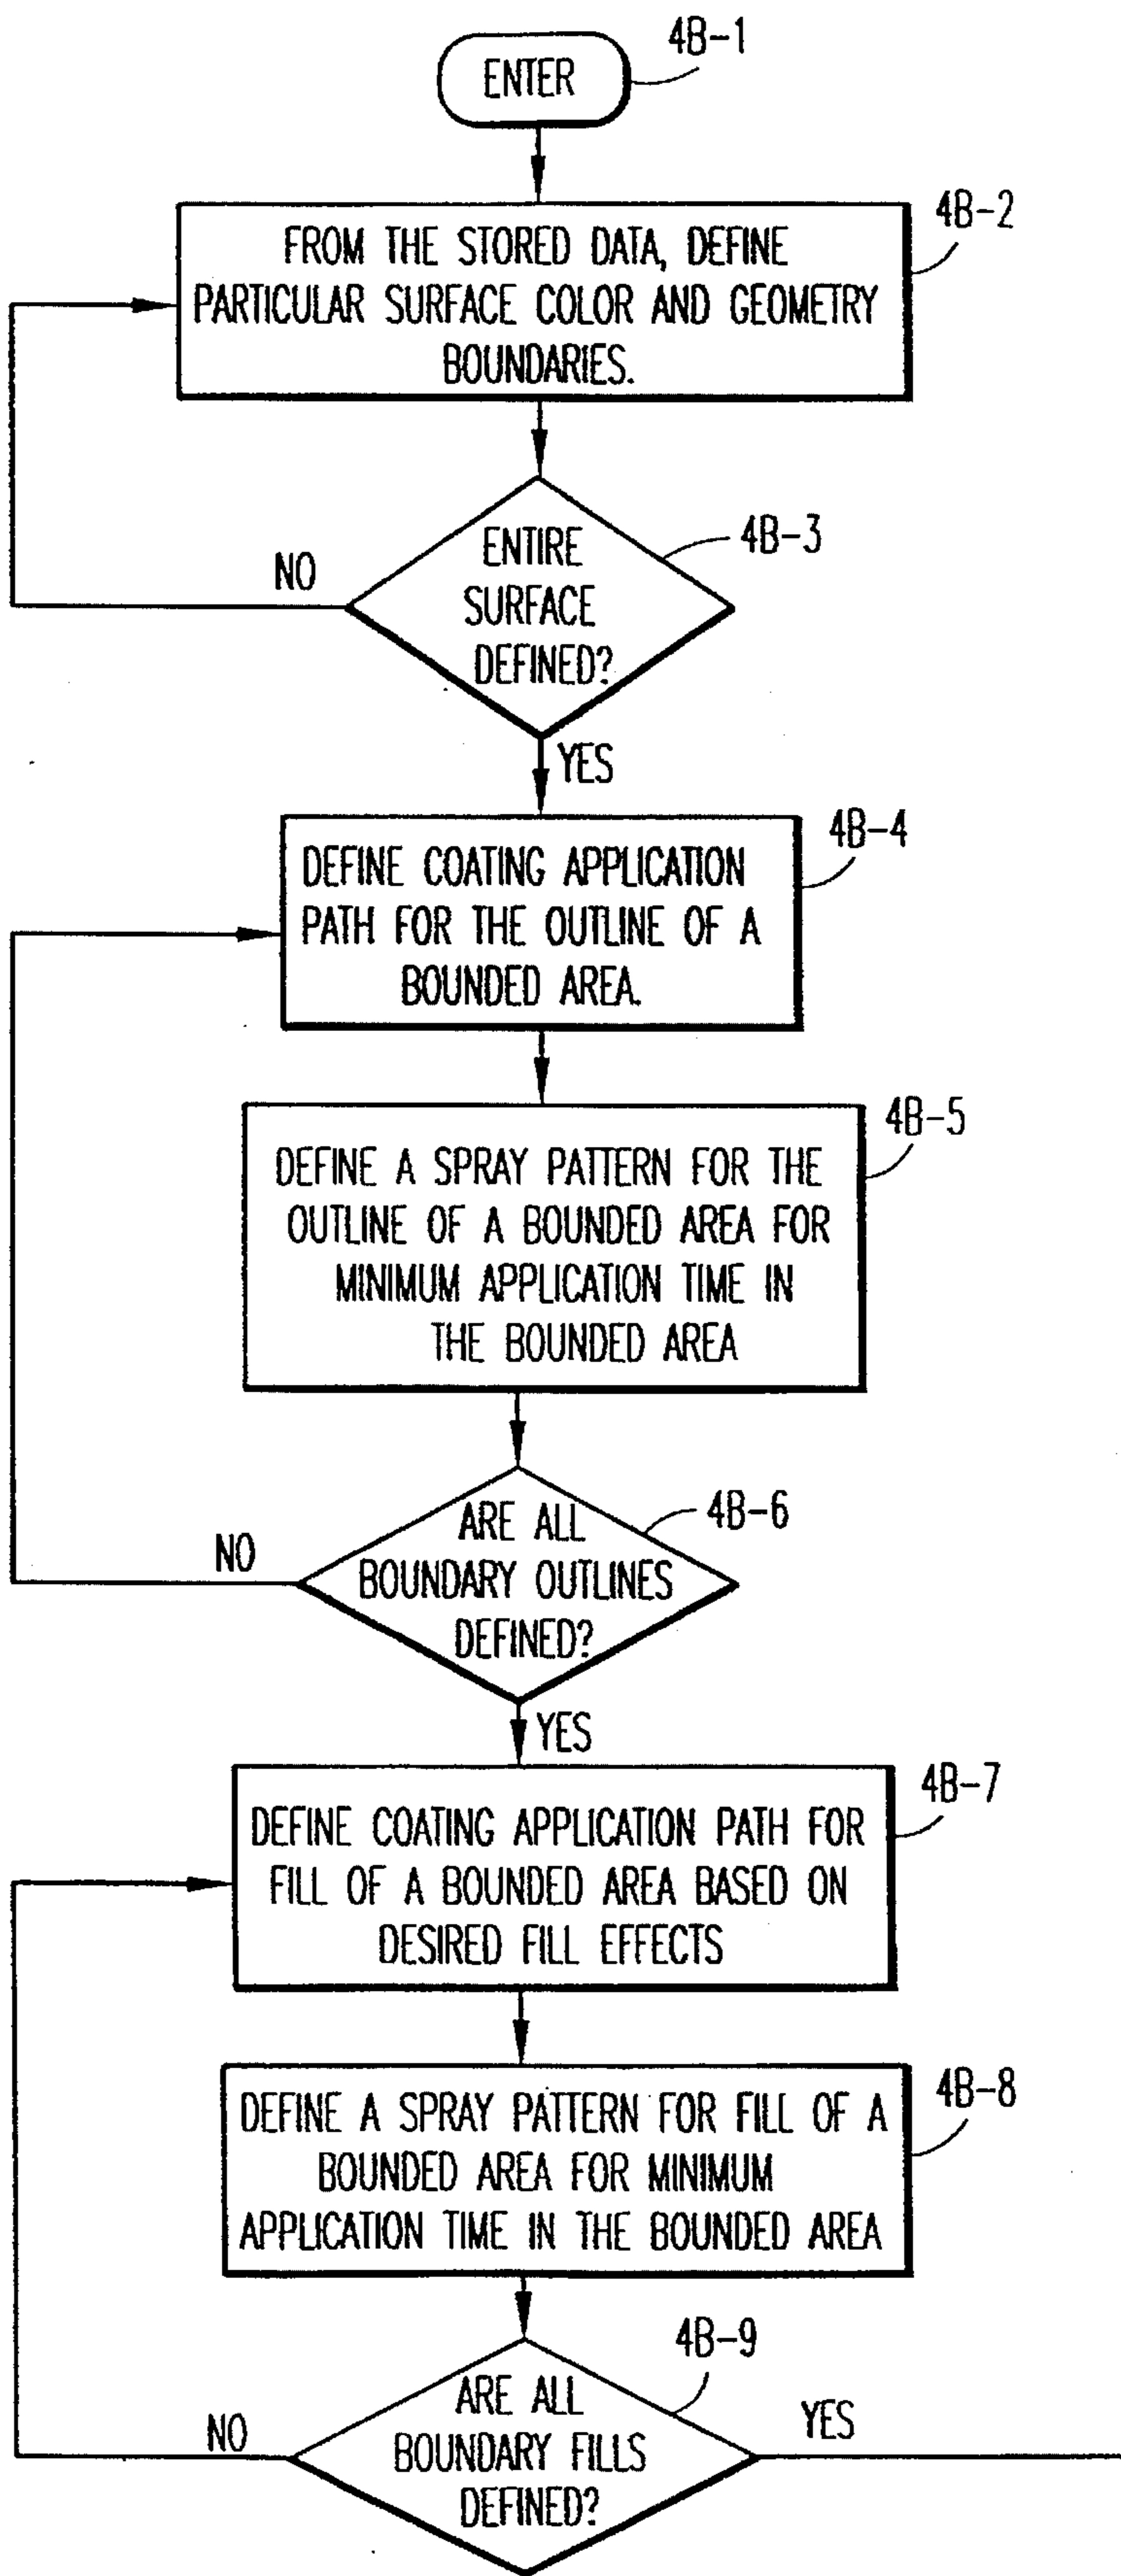 ENTER
4B-1
4B-2
FROM THE STORED DATA, DEFINE
PARTICULAR SURFACE COLOR AND GEOMETRY
BOUNDARIES.
4B-3
ENTIRE
SURFACE
DEFINED?
NO
YES
4B-4
DEFINE COATING APPLICATION
PATH FOR THE OUTLINE OF A
BOUNDED AREA.
4B-5
DEFINE A SPRAY PATTERN FOR THE
OUTLINE OF A BOUNDED AREA FOR
MINIMUM APPLICATION TIME IN
THE BOUNDED AREA
4B-6
ARE ALL
BOUNDARY OUTLINES
DEFINED?
NO
YES
4B-7
DEFINE COATING APPLICATION PATH FOR
FILL OF A BOUNDED AREA BASED ON
DESIRED FILL EFFECTS
4B-8
DEFINE A SPRAY PATTERN FOR FILL OF A
BOUNDED AREA FOR MINIMUM
APPLICATION TIME IN THE BOUNDED AREA
4B-9
ARE ALL
BOUNDARY FILLS
DEFINED?
NO
YES